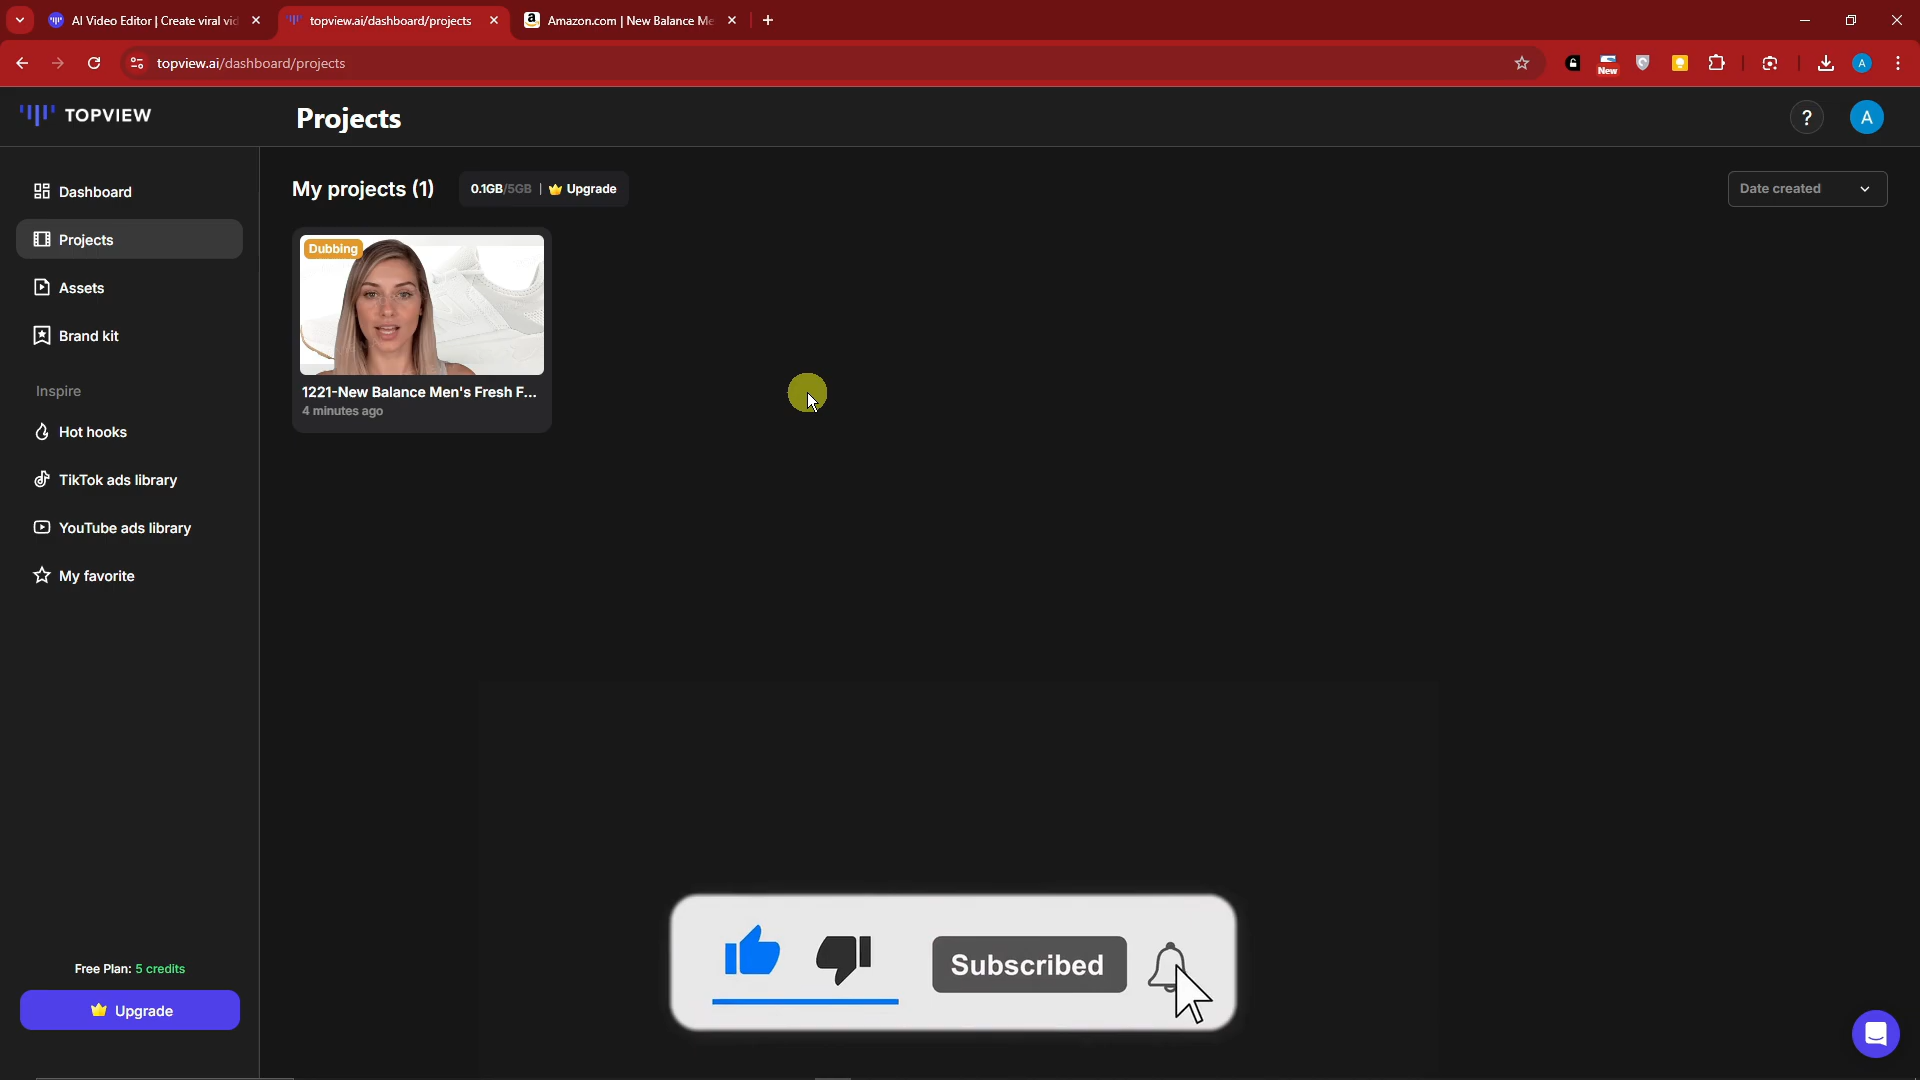 AI Video Editor | Create viral vid
topview.ai/dashboard/projects
Amazon.com | New Balance Me
topview.ai/dashboard/projects
New
A
TOPVIEW
Projects
?
A
Dashboard
Projects
Assets
Brand kit
Inspire
Hot hooks
TikTok ads library
YouTube ads library
My favorite
Free Plan: 5 credits
Upgrade
My projects (1)
0.1GB/5GB | Upgrade
Date created
Dubbing
1221-New Balance Men's Fresh F...
4 minutes ago
Subscribed